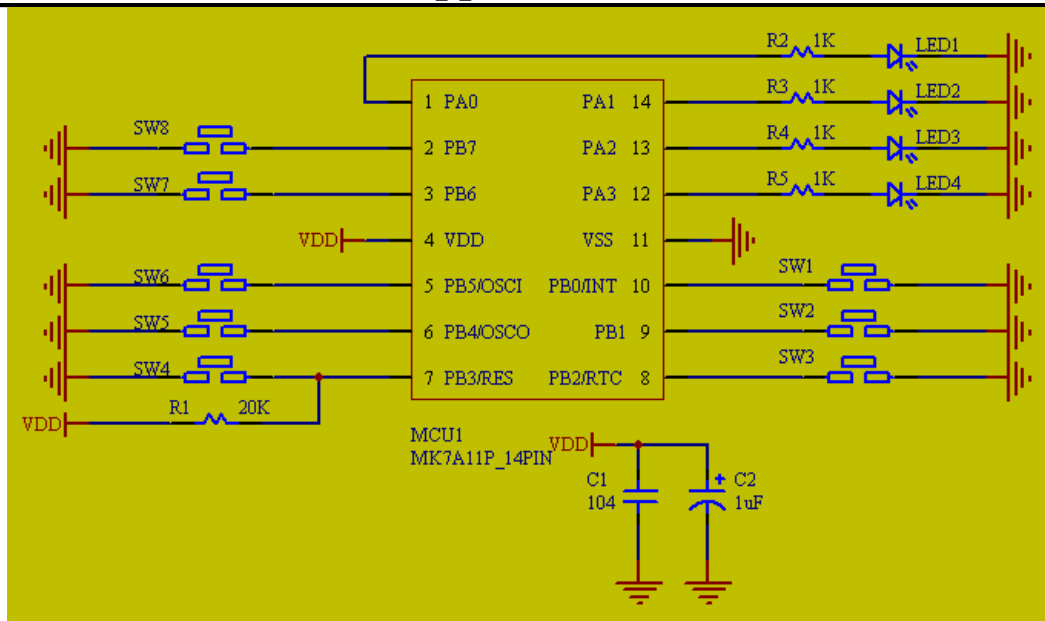 R2 1K LED1
1 PA0 PA1 14 R3 1K LED2
SW8 2 PB7 PA2 13 R4 1K LED3
SW7 3 PB6 PA3 12 R5 1K LED4
VDD 4 VDD VSS 11
SW6 5 PB5/OSCI PB0/INT 10 SW1
SW5 6 PB4/OSCO PB1 9 SW2
SW4 7 PB3/RES PB2/RTC 8 SW3
VDD R1 20K
MCU1
MK7A11P_14PIN
VDD
C1
104
+ C2
1uF